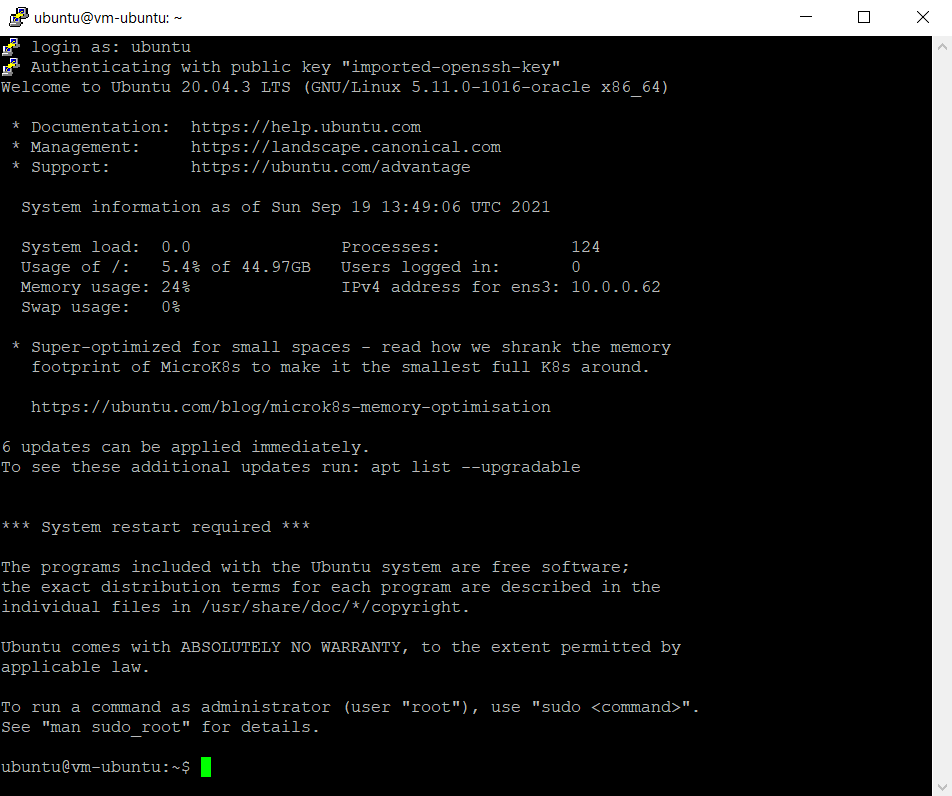 ubuntu@vm-ubuntu: ~
login as: ubuntu
Authenticating with public key "imported-openssh-key"
Welcome to Ubuntu 20.04.3 LTS (GNU/Linux 5.11.0-1016-oracle x86_64)
* Documentation:  https://help.ubuntu.com
* Management:     https://landscape.canonical.com
* Support:        https://ubuntu.com/advantage
System information as of Sun Sep 19 13:49:06 UTC 2021
System load:  0.0               Processes:             124
Usage of /:   5.4% of 44.97GB   Users logged in:       0
Memory usage: 24%               IPv4 address for ens3: 10.0.0.62
Swap usage:   0%
* Super-optimized for small spaces - read how we shrank the memory
footprint of MicroK8s to make it the smallest full K8s around.
https://ubuntu.com/blog/microk8s-memory-optimisation
6 updates can be applied immediately.
To see these additional updates run: apt list --upgradable
*** System restart required ***
The programs included with the Ubuntu system are free software;
the exact distribution terms for each program are described in the
individual files in /usr/share/doc/*/copyright.
Ubuntu comes with ABSOLUTELY NO WARRANTY, to the extent permitted by
applicable law.
To run a command as administrator (user "root"), use "sudo <command>".
See "man sudo_root" for details.
ubuntu@vm-ubuntu:~$